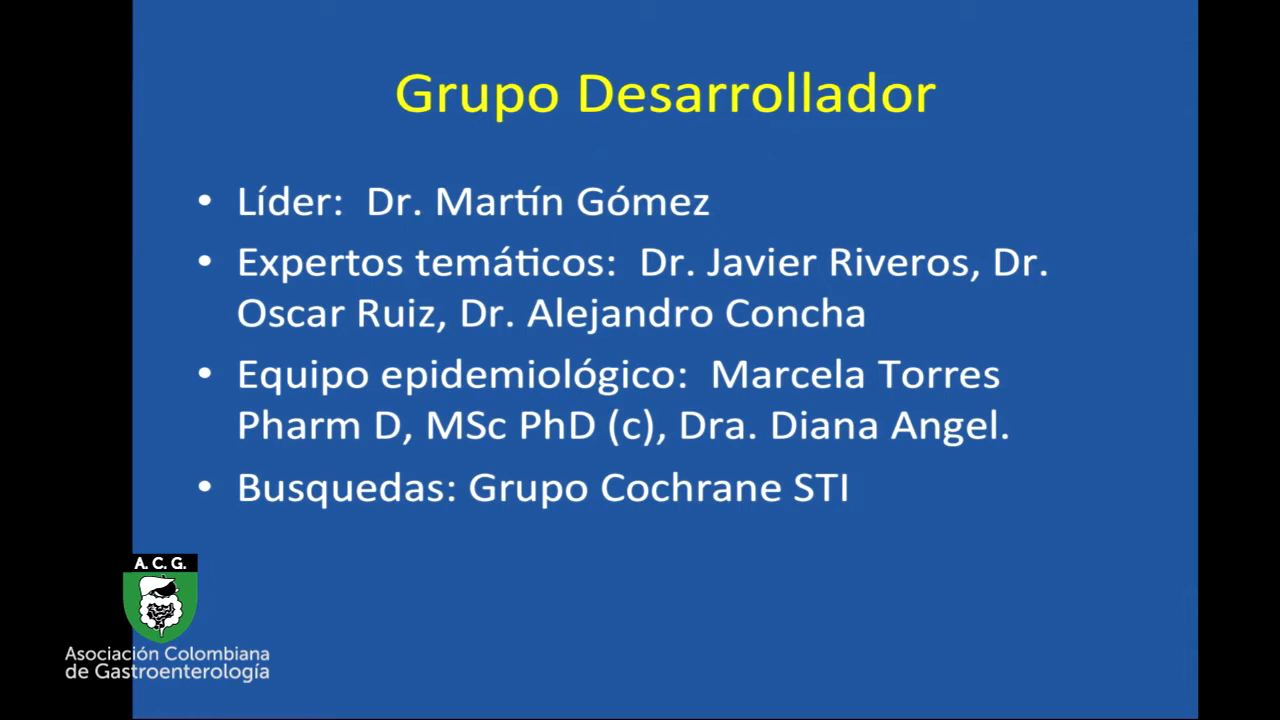 Grupo Desarrollador
• Líder: Dr. Martín Gómez
• Expertos temáticos: Dr. Javier Riveros, Dr.
Oscar Ruiz, Dr. Alejandro Concha
• Equipo epidemiológico: Marcela Torres
Pharm D, MSc PhD (c), Dra. Diana Angel.
• Busquedas: Grupo Cochrane STI
A. C. G.
Asociación Colombiana
de Gastroenterología